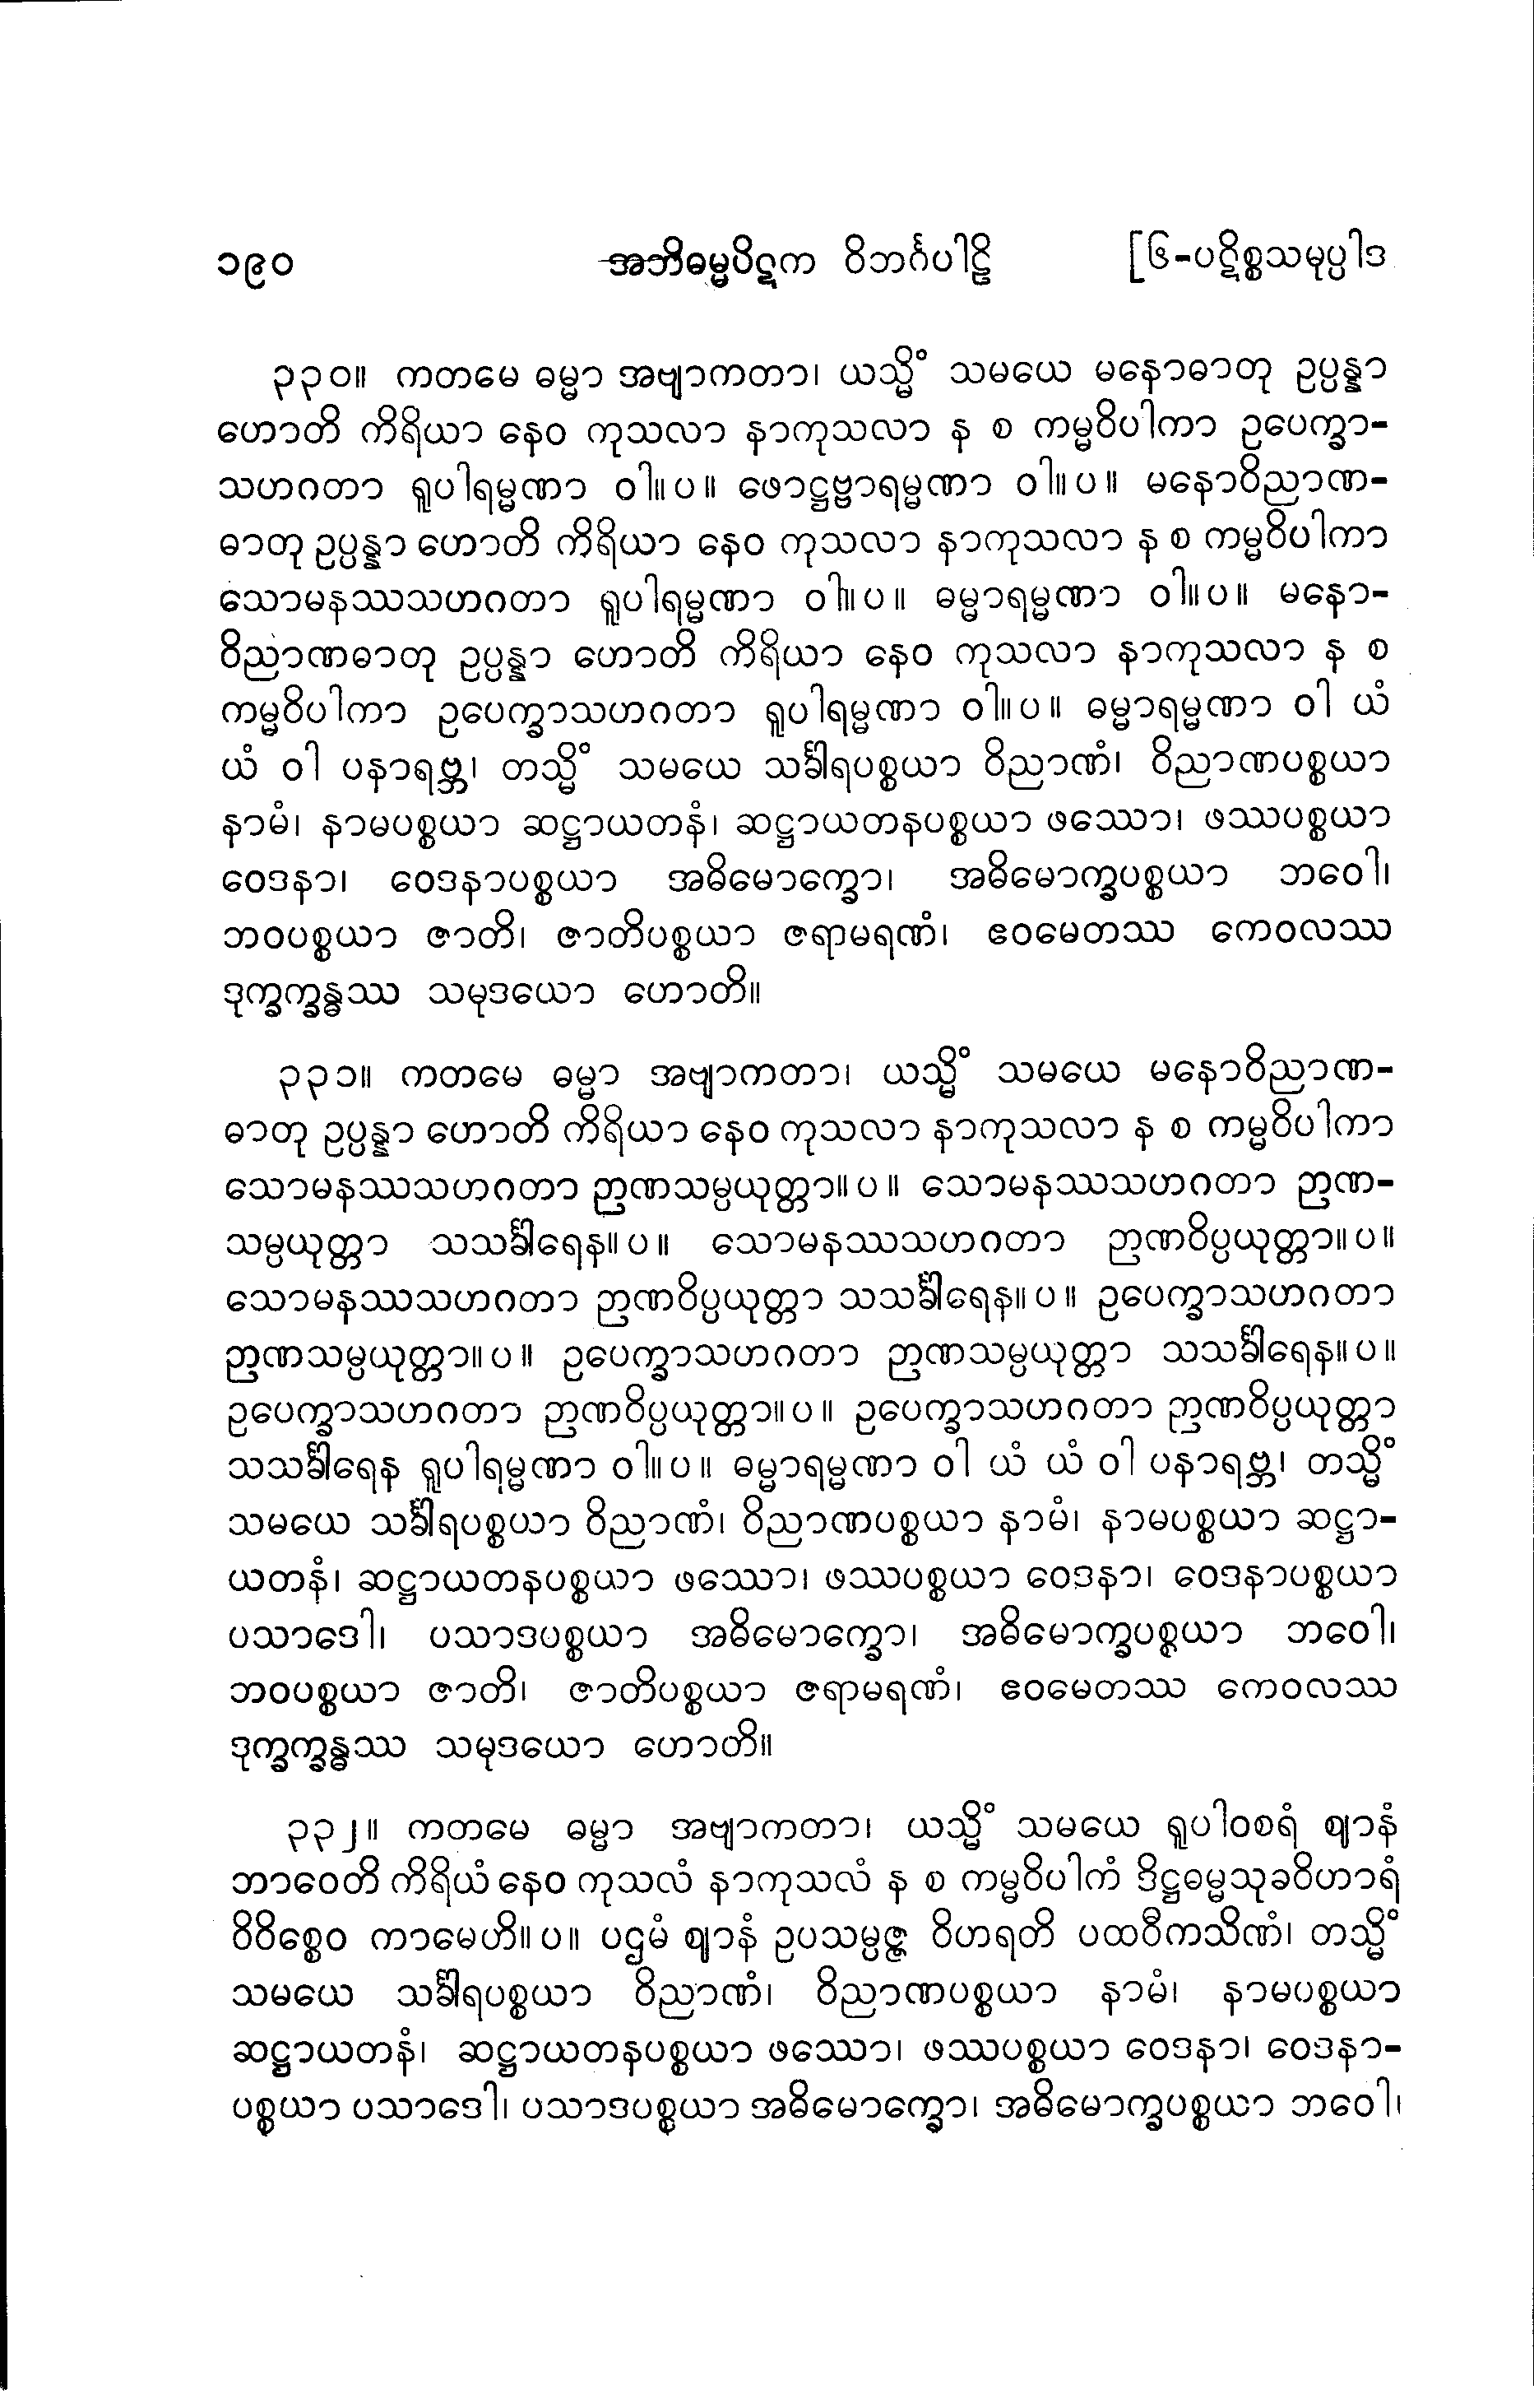 ၁၉၀ အဘိဓမ္မပိဋက ဝိဘင်္ဂပါဠိ [၆-ပဋိစ္စသမုပ္ပါဒ
၃၃၀။ ကတမေ ဓမ္မာ အဗျာကတာ၊ ယသ္မိံ သမယေ မနောဓာတု ဥပ္ပန္နာ
ဟောတိ ကိရိယာ နေဝ ကုသလာ နာကုသလာ န စ ကမ္မဝိပါကာ ဥပေက္ခာ-
သဟဂတာ ရူပါရမ္မဏာ ဝါ။ပ။ ဖောဋ္ဌဗ္ဗာရမ္မဏာ ဝါ။ပ။ မနောဝိညာဏ-
ဓာတု ဥပ္ပန္နာ ဟောတိ ကိရိယာ နေဝ ကုသလာ နာကုသလာ န စ ကမ္မဝိပါကာ
သောမနဿသဟဂတာ ရူပါရမ္မဏာ ဝါ။ပ။ ဓမ္မာရမ္မဏာ ဝါ။ပ။ မနော-
ဝိညာဏဓာတု ဥပ္ပန္နာ ဟောတိ ကိရိယာ နေဝ ကုသလာ နာကုသလာ န စ
ကမ္မဝိပါကာ ဥပေက္ခာသဟဂတာ ရူပါရမ္မဏာ ဝါ။ပ။ ဓမ္မာရမ္မဏာ ဝါ ယံ
ယံ ဝါ ပနာရဗ္ဘ၊ တသ္မိံ သမယေ သင်္ခါရပစ္စယာ ဝိညာဏံ၊ ဝိညာဏပစ္စယာ
နာမံ၊ နာမပစ္စယာ ဆဋ္ဌာယတနံ၊ ဆဋ္ဌာယတနပစ္စယာ ဖဿော၊ ဖဿပစ္စယာ
ဝေဒနာ၊ ဝေဒနာပစ္စယာ အဓိမောက္ခော၊ အဓိမောက္ခပစ္စယာ ဘဝေါ၊
ဘဝပစ္စယာ ဇာတိ၊ ဇာတိပစ္စယာ ဇရာမရဏံ၊ ဧဝမေတဿ ကေဝလဿ
ဒုက္ခက္ခန္ဓဿ သမုဒယော ဟောတိ။
၃၃၁။ ကတမေ ဓမ္မာ အဗျာကတာ၊ ယသ္မိံ သမယေ မနောဝိညာဏ-
ဓာတု ဥပ္ပန္နာ ဟောတိ ကိရိယာ နေဝ ကုသလာ နာကုသလာ န စ ကမ္မဝိပါကာ
သောမနဿသဟဂတာ ဉာဏသမ္ပယုတ္တာ။ပ။ သောမနဿသဟဂတာ ဉာဏ-
သမ္ပယုတ္တာ သသင်္ခါရေန။ပ။ သောမနဿသဟဂတာ ဉာဏဝိပ္ပယုတ္တာ။ပ။
သောမနဿသဟဂတာ ဉာဏဝိပ္ပယုတ္တာ သသင်္ခါရေန။ပ။ ဥပေက္ခာသဟဂတာ
ဉာဏသမ္ပယုတ္တာ။ပ။ ဥပေက္ခာသဟဂတာ ဉာဏသမ္ပယုတ္တာ သသင်္ခါရေန။ပ။
ဥပေက္ခာသဟဂတာ ဉာဏဝိပ္ပယုတ္တာ။ပ။ ဥပေက္ခာသဟဂတာ ဉာဏဝိပ္ပယုတ္တာ
သသင်္ခါရေန ရူပါရမ္မဏာ ဝါ။ပ။ ဓမ္မာရမ္မဏာ ဝါ ယံ ယံ ဝါ ပနာရဗ္ဘ၊ တသ္မိံ
သမယေ သင်္ခါရပစ္စယာ ဝိညာဏံ၊ ဝိညာဏပစ္စယာ နာမံ၊ နာမပစ္စယာ ဆဋ္ဌာ-
ယတနံ၊ ဆဋ္ဌာယတနပစ္စယာ ဖဿော၊ ဖဿပစ္စယာ ဝေဒနာ၊ ဝေဒနာပစ္စယာ
ပသာဒေါ၊ ပသာဒပစ္စယာ အဓိမောက္ခော၊ အဓိမောက္ခပစ္စယာ ဘဝေါ၊
ဘဝပစ္စယာ ဇာတိ၊ ဇာတိပစ္စယာ ဇရာမရဏံ၊ ဧဝမေတဿ ကေဝလဿ
ဒုက္ခက္ခန္ဓဿ သမုဒယော ဟောတိ။
၃၃၂။ ကတမေ ဓမ္မာ အဗျာကတာ၊ ယသ္မိံ သမယေ ရူပါဝစရံ ဈာနံ
ဘာဝေတိ ကိရိယံ နေဝ ကုသလံ နာကုသလံ န စ ကမ္မဝိပါကံ ဒိဋ္ဌဓမ္မသုခဝိဟာရံ
ဝိဝိစ္စေဝ ကာမေဟိ။ပ။ ပဌမံ ဈာနံ ဥပသမ္ပဇ္ဇ ဝိဟရတိ ပထဝီကသိဏံ၊ တသ္မိံ
သမယေ သင်္ခါရပစ္စယာ ဝိညာဏံ၊ ဝိညာဏပစ္စယာ နာမံ၊ နာမပစ္စယာ
ဆဋ္ဌာယတနံ၊ ဆဋ္ဌာယတနပစ္စယာ ဖဿော၊ ဖဿပစ္စယာ ဝေဒနာ၊ ဝေဒနာ-
ပစ္စယာ ပသာဒေါ၊ ပသာဒပစ္စယာ အဓိမောက္ခော၊ အဓိမောက္ခပစ္စယာ ဘဝေါ၊